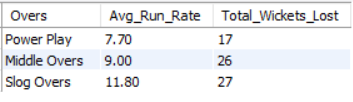 Overs Avg_Run_Rate Total_Wickets_Lost
Power Play 7.70 17
Middle Overs 9.00 26
Slog Overs 11.80 27